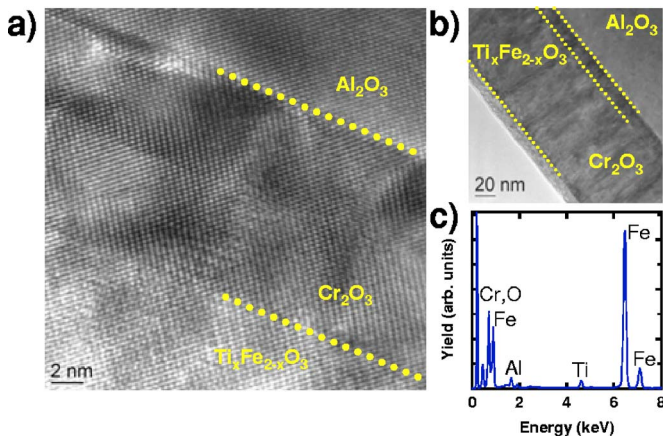 a)
Al₂O₃
Cr₂O₃
TiₓFe₂₋ₓO₃
2 nm
b)
Al₂O₃
TiₓFe₂₋ₓO₃
Cr₂O₃
20 nm
c)
Fe
Cr,O
Fe
Al
Ti
Fe
Yield (arb. units)
0 2 4 6 8
Energy (keV)